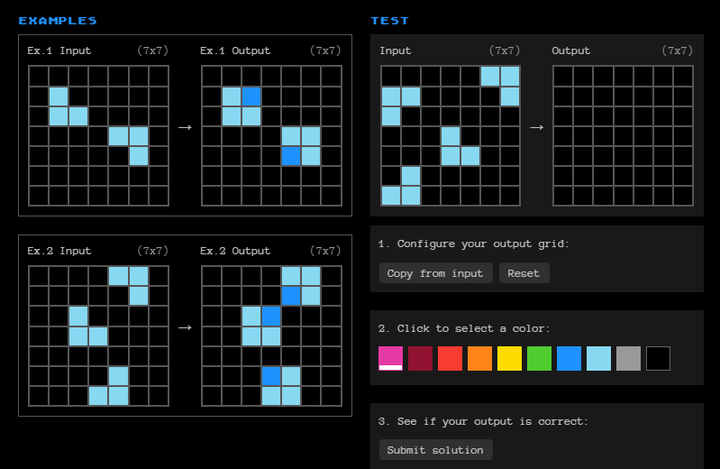 EXAMPLES
Ex.1 Input (7x7)
Ex.1 Output (7x7)
→
Ex.2 Input (7x7)
Ex.2 Output (7x7)
→
TEST
Input (7x7)
Output (7x7)
→
1. Configure your output grid:
Copy from input Reset
2. Click to select a color:
3. See if your output is correct:
Submit solution